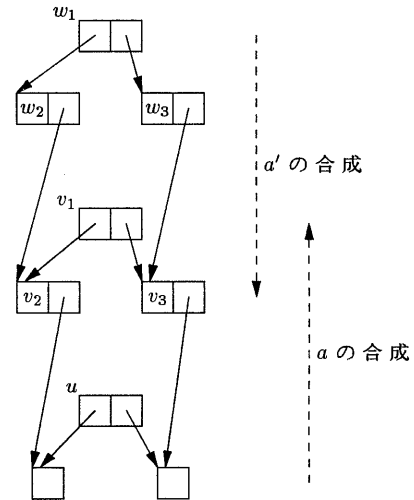 w₁
w₂ w₃
a′ の 合 成
v₁
v₂ v₃
a の 合 成
u